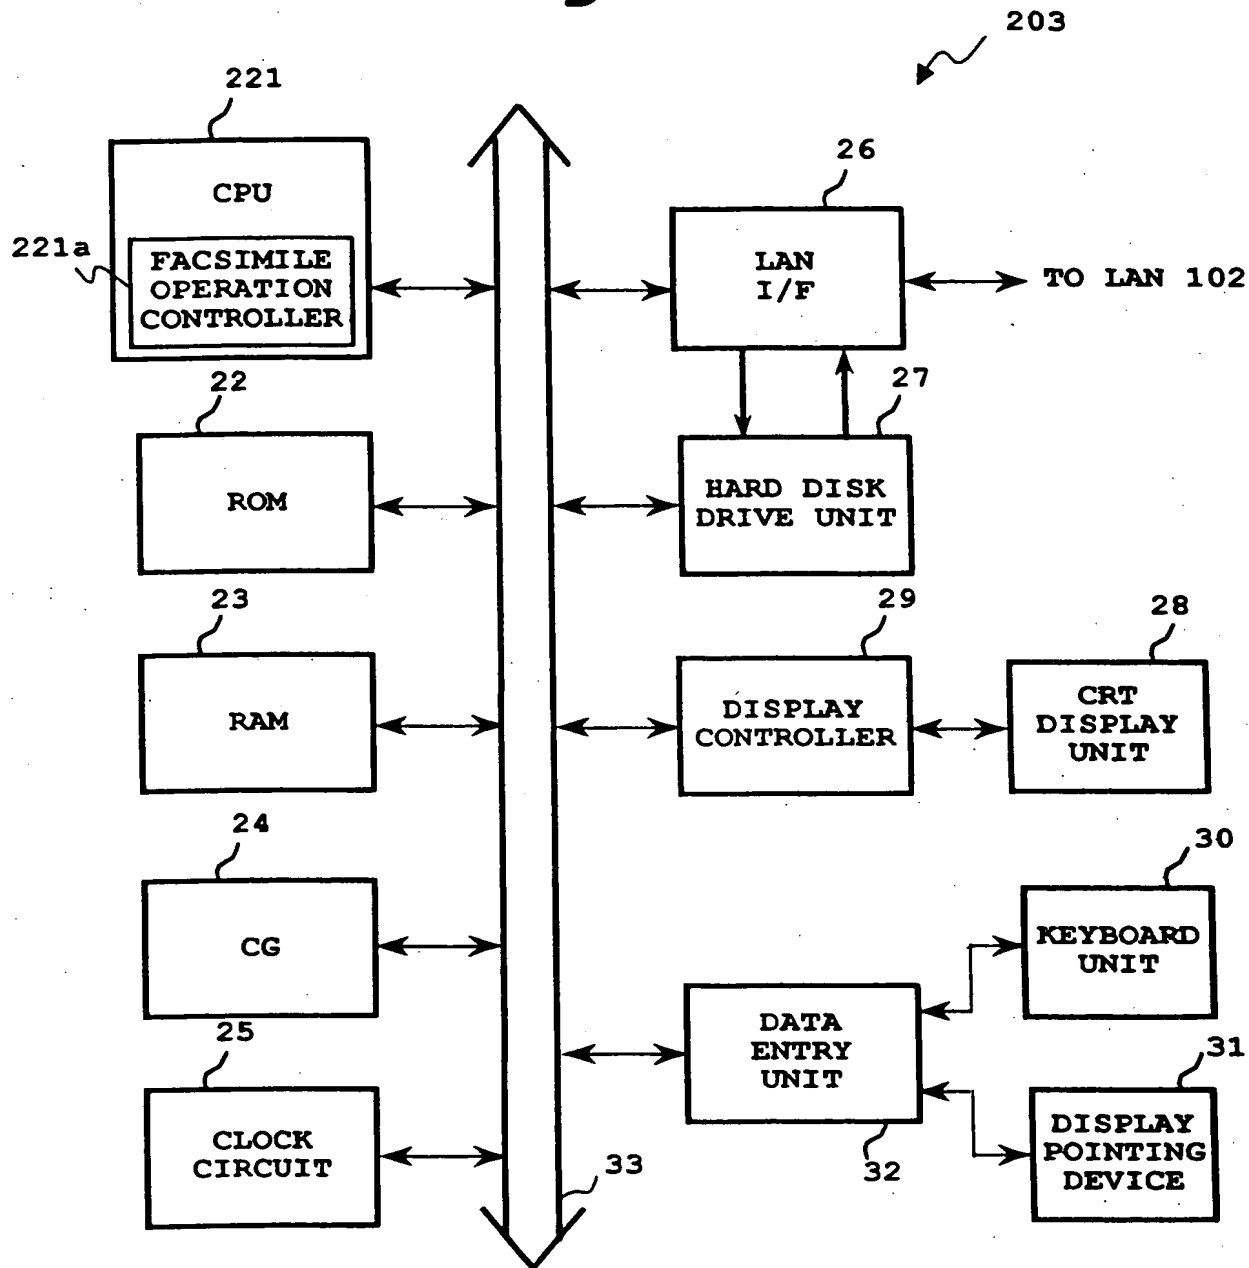 203
221
CPU
221a
FACSIMILE
OPERATION
CONTROLLER
26
LAN
I/F
TO LAN 102
22
ROM
27
HARD DISK
DRIVE UNIT
23
RAM
29
DISPLAY
CONTROLLER
28
CRT
DISPLAY
UNIT
24
CG
30
KEYBOARD
UNIT
25
CLOCK
CIRCUIT
DATA
ENTRY
UNIT
32
31
DISPLAY
POINTING
DEVICE
33